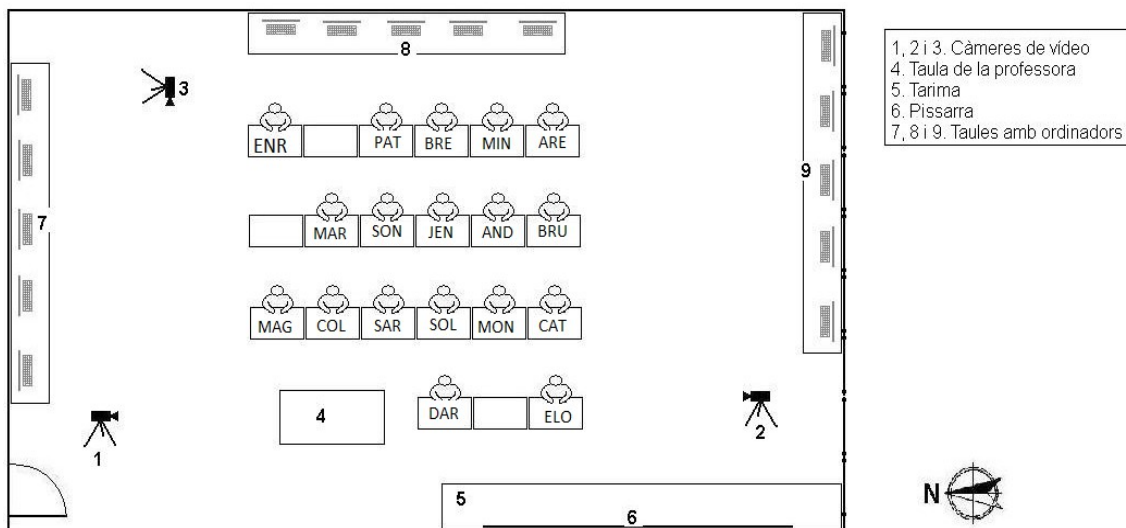 8
1, 2 i 3. Càmeres de vídeo
4. Taula de la professora
5. Tarima
6. Pissarra
7, 8 i 9. Taules amb ordinadors
3
ENR PAT BRE MIN ARE
9
7
MAR SON JEN AND BRU
MAG COL SAR SOL MON CAT
4 DAR ELO
2
1
5
N
6